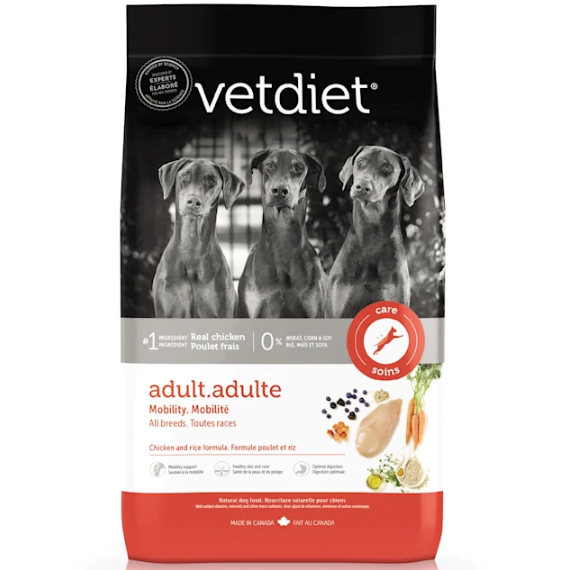 vetdiet®
EXPERTS
ÉLABORÉ
#1 INGREDIENT Real chicken
INGRÉDIENT Poulet frais
0% WHEAT, CORN & SOY
BLÉ, MAÏS ET SOYA
care
soins
adult.adulte
Mobility. Mobilité
All breeds. Toutes races
Chicken and rice formula. Formule poulet et riz
Mobility support
Soutien à la mobilité
Healthy skin and coat
Santé de la peau et du pelage
Optimal digestion
Digestion optimale
Natural dog food. Nourriture naturelle pour chiens
MADE IN CANADA FAIT AU CANADA